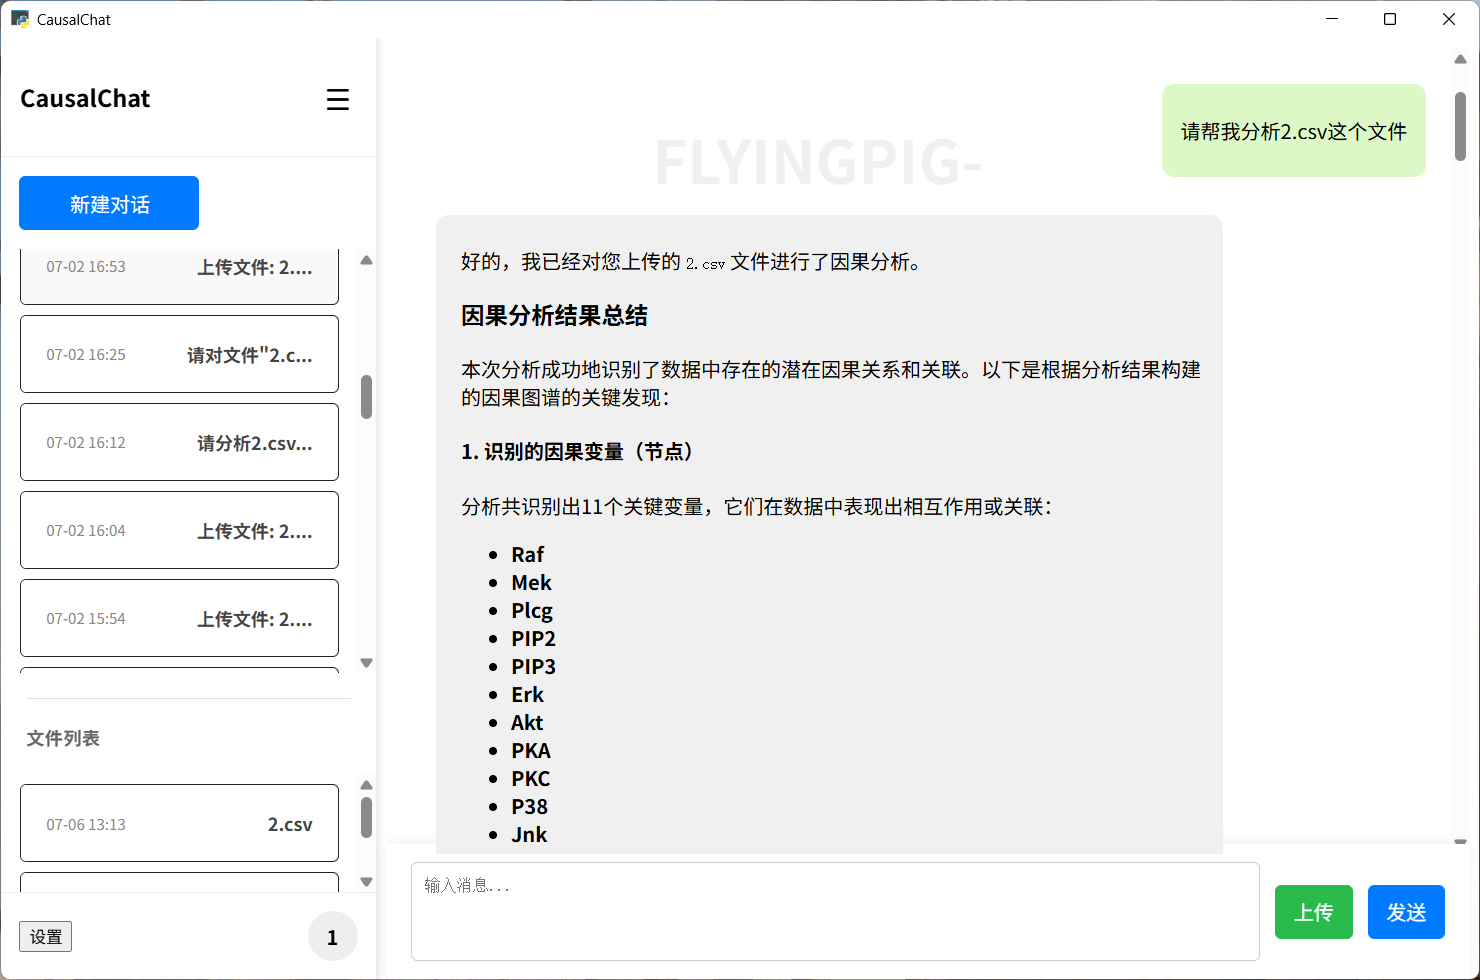 CausalChat
CausalChat
☰
新建对话
07-02 16:53 上传文件: 2....
07-02 16:25 请对文件"2.c...
07-02 16:12 请分析2.csv...
07-02 16:04 上传文件: 2....
07-02 15:54 上传文件: 2....
文件列表
07-06 13:13 2.csv
设置
1
FLYINGPIG-
请帮我分析2.csv这个文件
好的，我已经对您上传的 2.csv 文件进行了因果分析。
因果分析结果总结
本次分析成功地识别了数据中存在的潜在因果关系和关联。以下是根据分析结果构建
的因果图谱的关键发现：
1. 识别的因果变量（节点）
分析共识别出11个关键变量，它们在数据中表现出相互作用或关联：
• Raf
• Mek
• Plcg
• PIP2
• PIP3
• Erk
• Akt
• PKA
• PKC
• P38
• Jnk
输入消息...
上传
发送